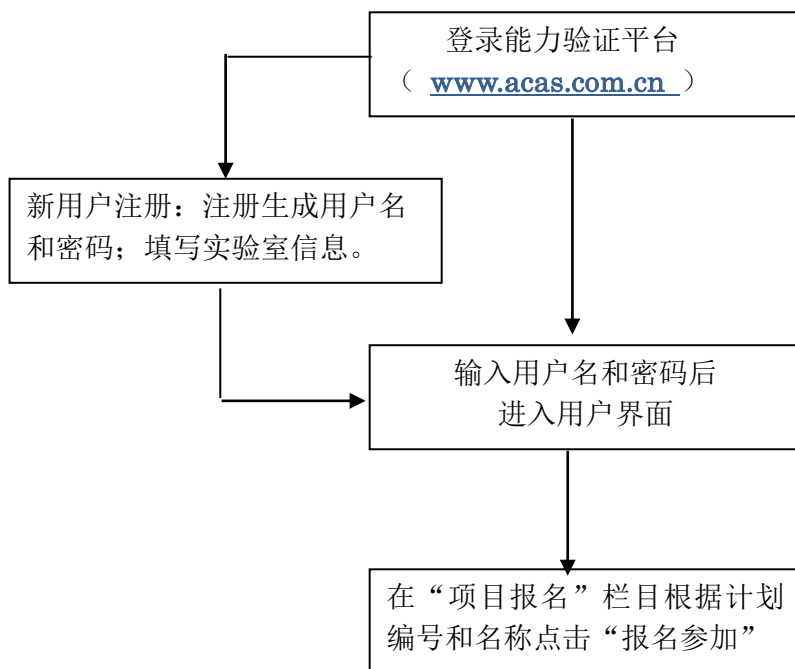 登录能力验证平台
（ www.acas.com.cn ）
新用户注册：注册生成用户名
和密码；填写实验室信息。
输入用户名和密码后
进入用户界面
在“项目报名”栏目根据计划
编号和名称点击“报名参加”